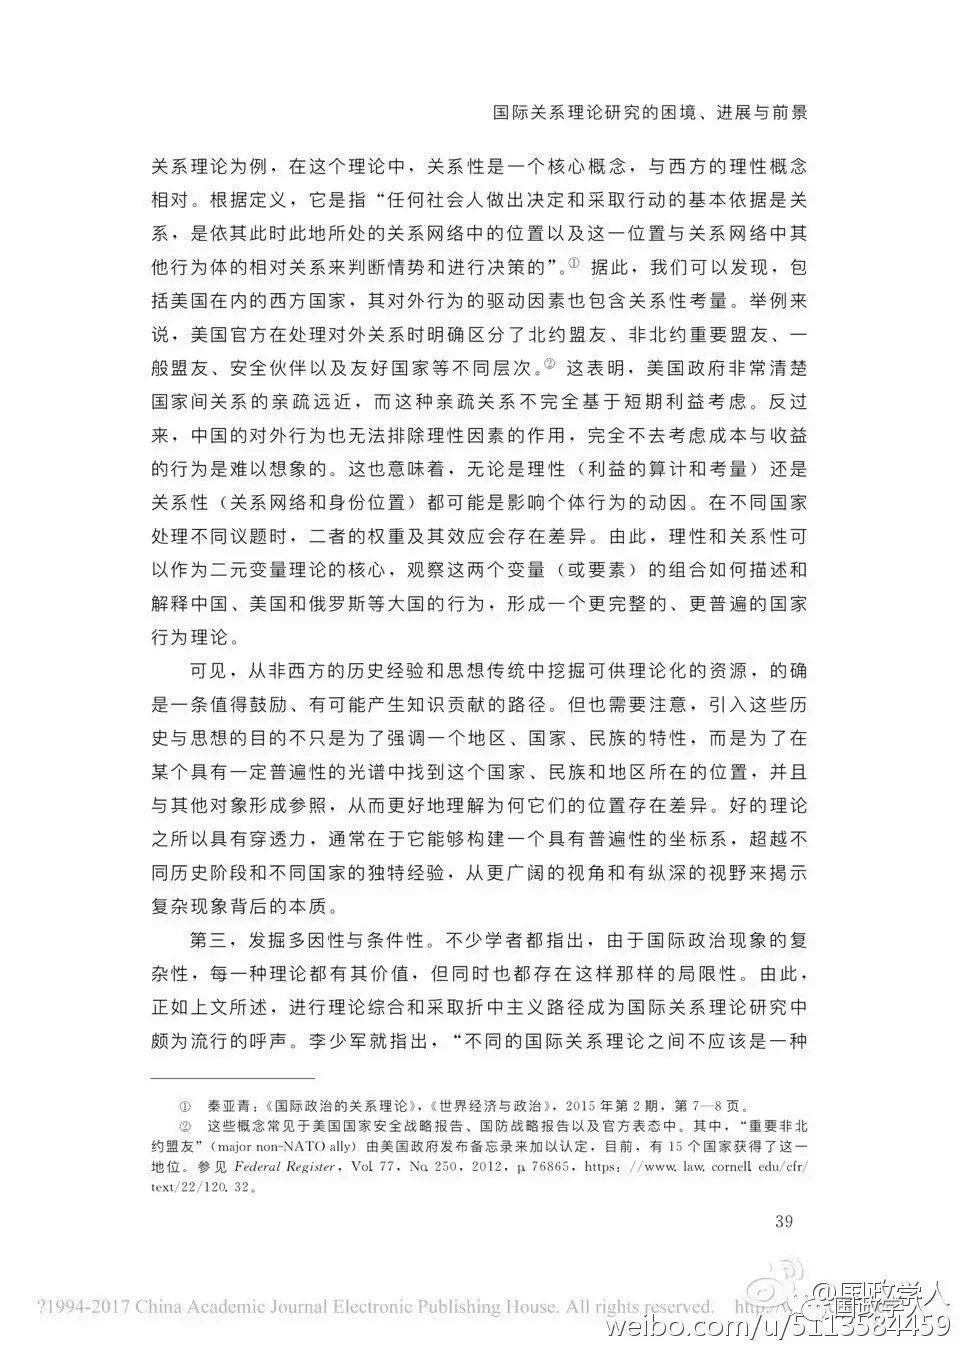 国际关系理论研究的困境、进展与前景
关系理论为例，在这个理论中，关系性是一个核心概念，与西方的理性概念
相对。根据定义，它是指“任何社会人做出决定和采取行动的基本依据是关
系，是依其此时此地所处的关系网络中的位置以及这一位置与关系网络中其
他行为体的相对关系来判断情势和进行决策的”。① 据此，我们可以发现，包
括美国在内的西方国家，其对外行为的驱动因素也包含关系性考量。举例来
说，美国官方在处理对外关系时明确区分了北约盟友、非北约重要盟友、一
般盟友、安全伙伴以及友好国家等不同层次。② 这表明，美国政府非常清楚
国家间关系的亲疏远近，而这种亲疏关系不完全基于短期利益考虑。反过
来，中国的对外行为也无法排除理性因素的作用，完全不去考虑成本与收益
的行为是难以想象的。这也意味着，无论是理性（利益的算计和考量）还是
关系性（关系网络和身份位置）都可能是影响个体行为的动因。在不同国家
处理不同议题时，二者的权重及其效应会存在差异。由此，理性和关系性可
以作为二元变量理论的核心，观察这两个变量（或要素）的组合如何描述和
解释中国、美国和俄罗斯等大国的行为，形成一个更完整的、更普遍的国家
行为理论。
可见，从非西方的历史经验和思想传统中挖掘可供理论化的资源，的确
是一条值得鼓励、有可能产生知识贡献的路径。但也需要注意，引入这些历
史与思想的目的不只是为了强调一个地区、国家、民族的特性，而是为了在
某个具有一定普遍性的光谱中找到这个国家、民族和地区所在的位置，并且
与其他对象形成参照，从而更好地理解为何它们的位置存在差异。好的理论
之所以具有穿透力，通常在于它能够构建一个具有普遍性的坐标系，超越不
同历史阶段和不同国家的独特经验，从更广阔的视角和有纵深的视野来揭示
复杂现象背后的本质。
第三，发掘多因性与条件性。不少学者都指出，由于国际政治现象的复
杂性，每一种理论都有其价值，但同时也都存在这样那样的局限性。由此，
正如上文所述，进行理论综合和采取折中主义路径成为国际关系理论研究中
颇为流行的呼声。李少军就指出，“不同的国际关系理论之间不应该是一种
① 秦亚青：《国际政治的关系理论》，《世界经济与政治》，2015 年第 2 期，第 7—8 页。
② 这些概念常见于美国国家安全战略报告、国防战略报告以及官方表态中。其中，“重要非北
约盟友”（major non-NATO ally）由美国政府发布备忘录来加以认定，目前，有 15 个国家获得了这一
地位。参见 Federal Register，Vol. 77，No. 250，2012，p. 76865，https：//www. law. cornell. edu/cfr/
text/22/120. 32。
39
?1994-2017 China Academic Journal Electronic Publishing House. All rights reserved. http://w
@国政学人
国政学人
weibo.com/u/5113584459